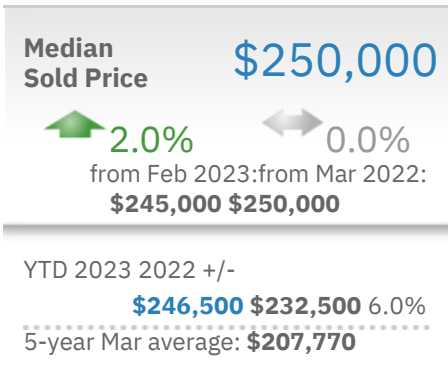 Median
Sold Price
$250,000
2.0%
0.0%
from Feb 2023:from Mar 2022:
$245,000 $250,000
YTD 2023 2022 +/-
$246,500 $232,500 6.0%
5-year Mar average: $207,770